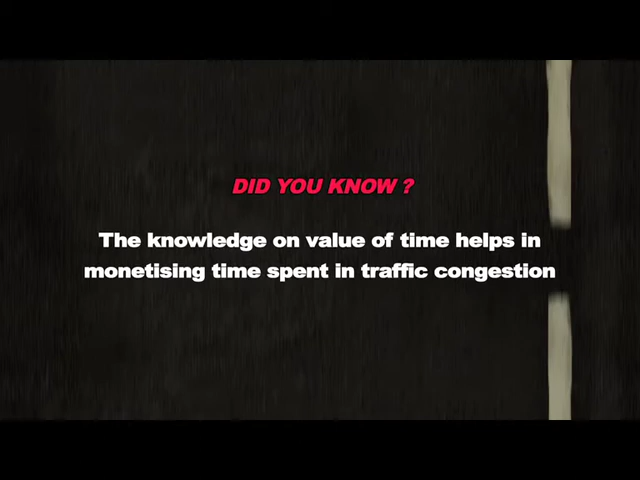 DID YOU KNOW ?
The knowledge on value of time helps in
monetising time spent in traffic congestion